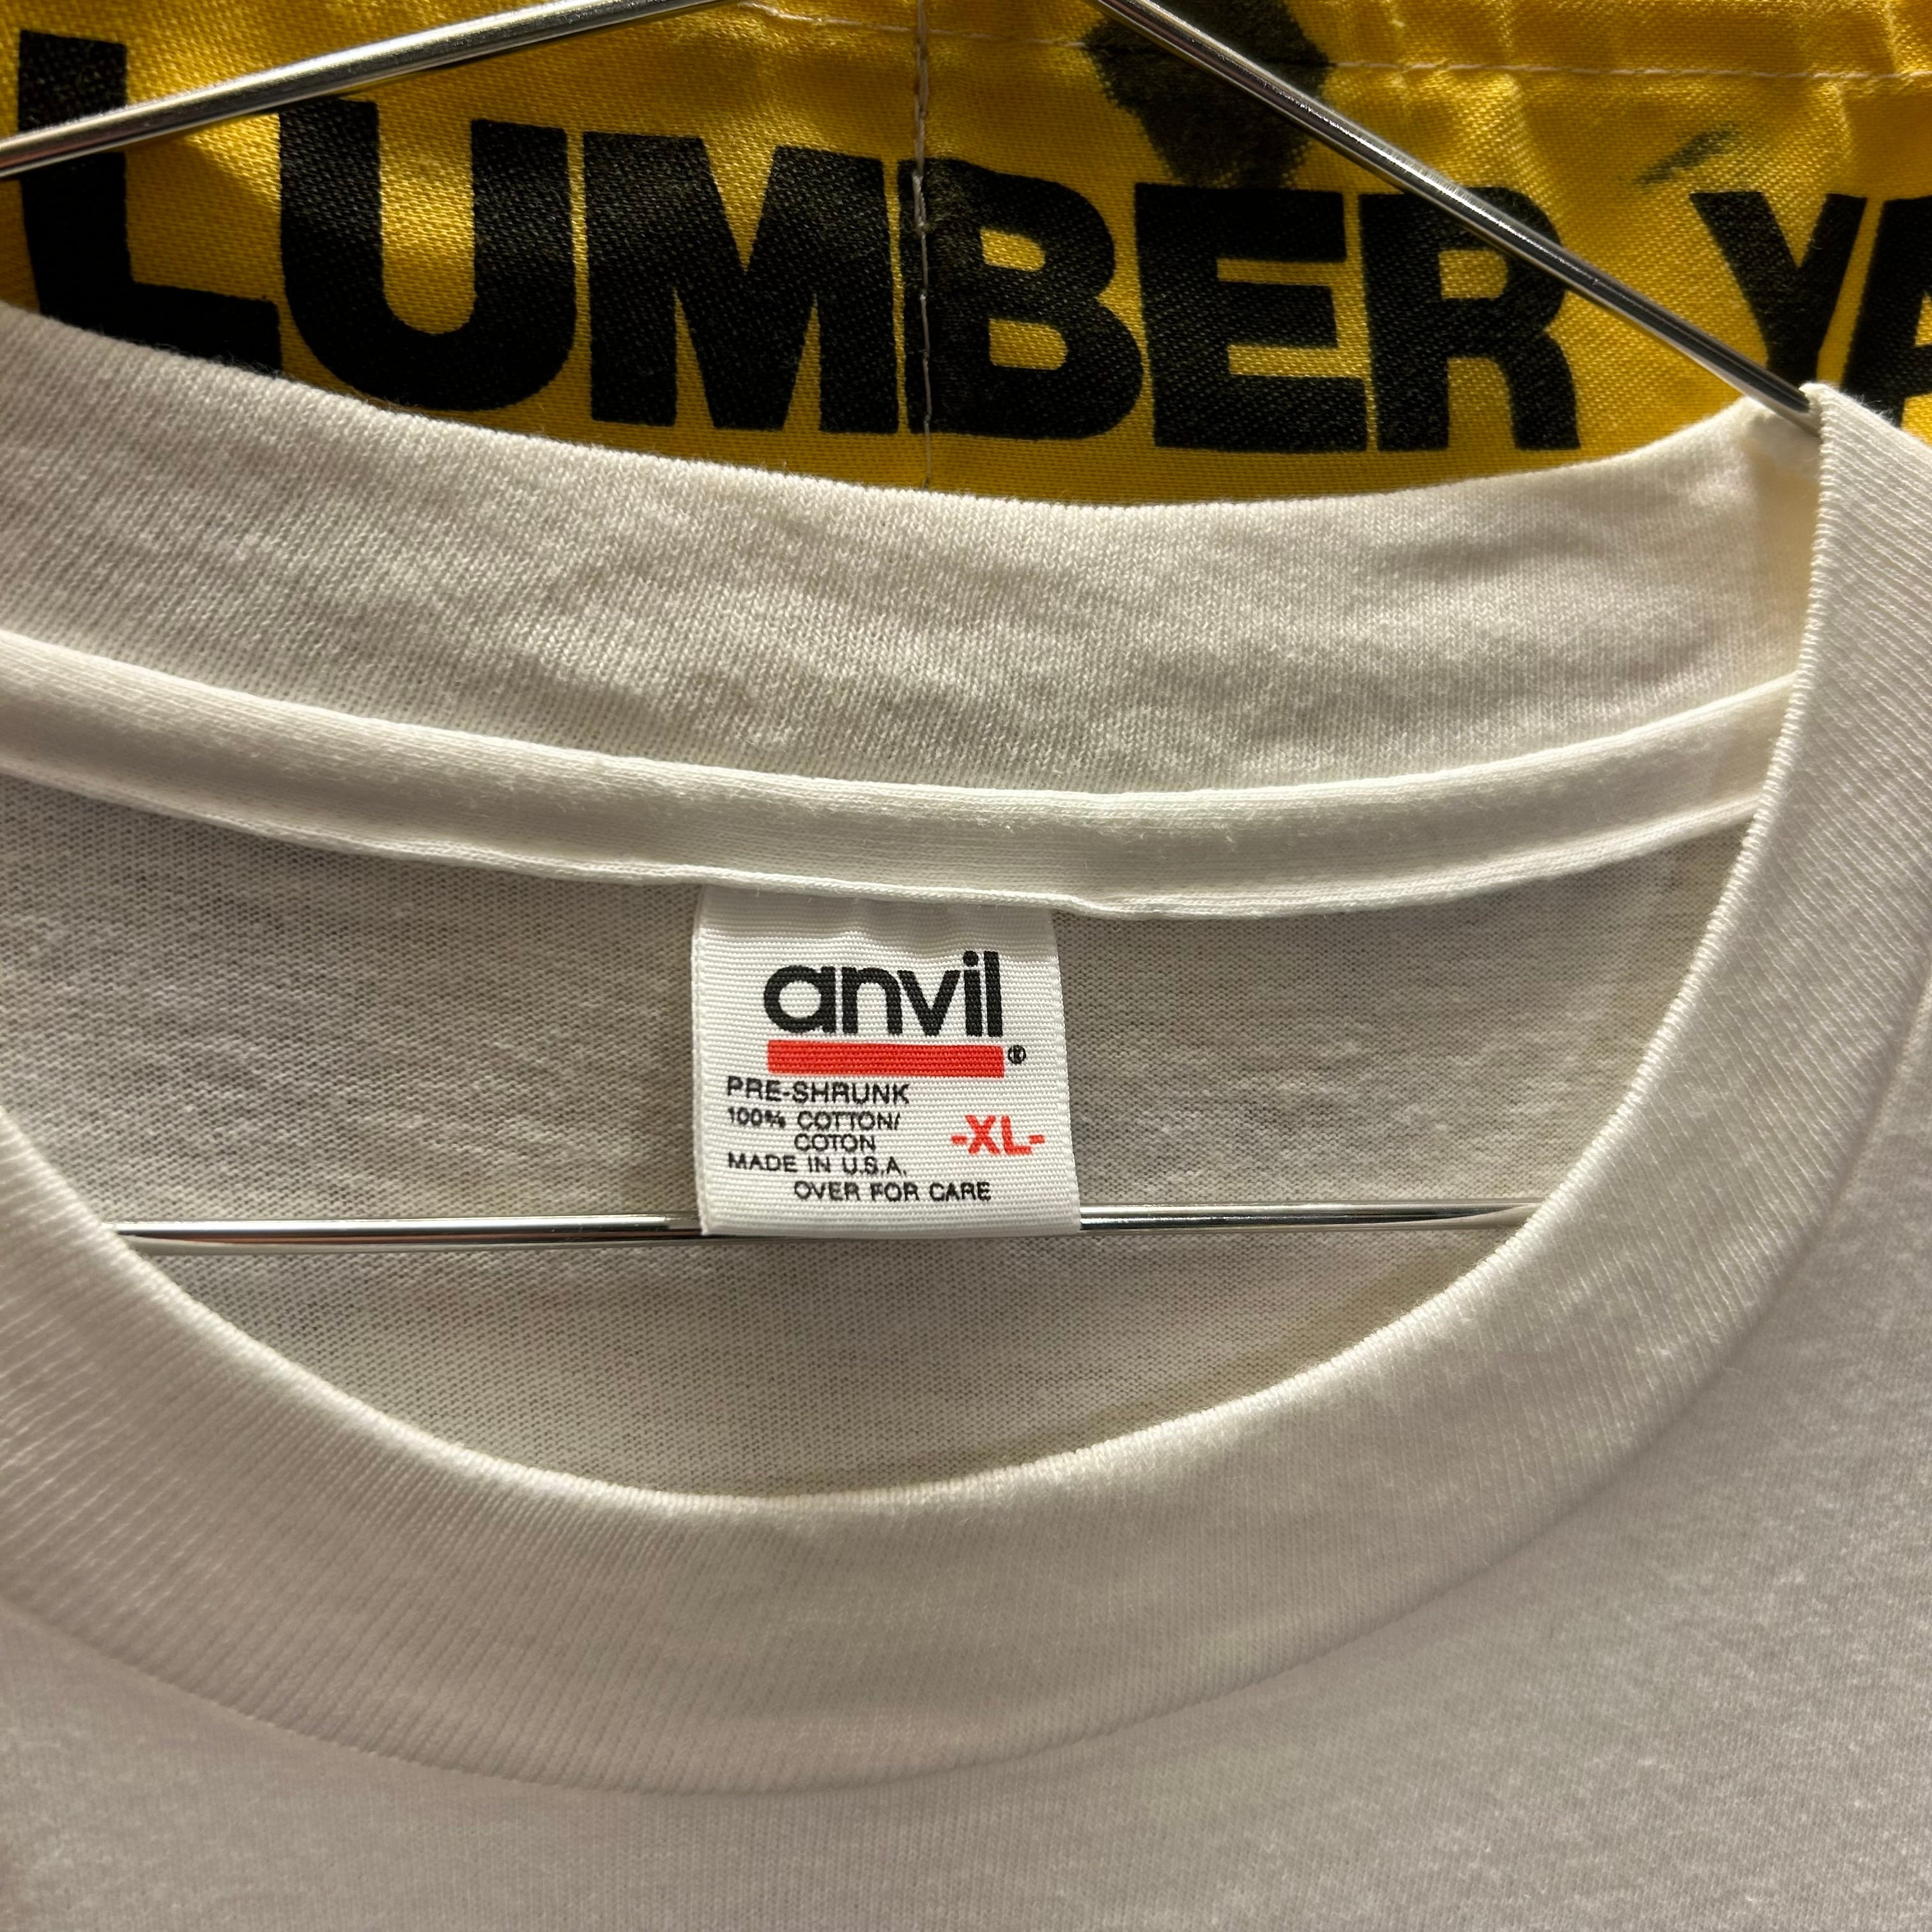 LUMBER
anvil®
PRE-SHRUNK
100% COTTON/
COTON
-XL-
MADE IN U.S.A.
OVER FOR CARE